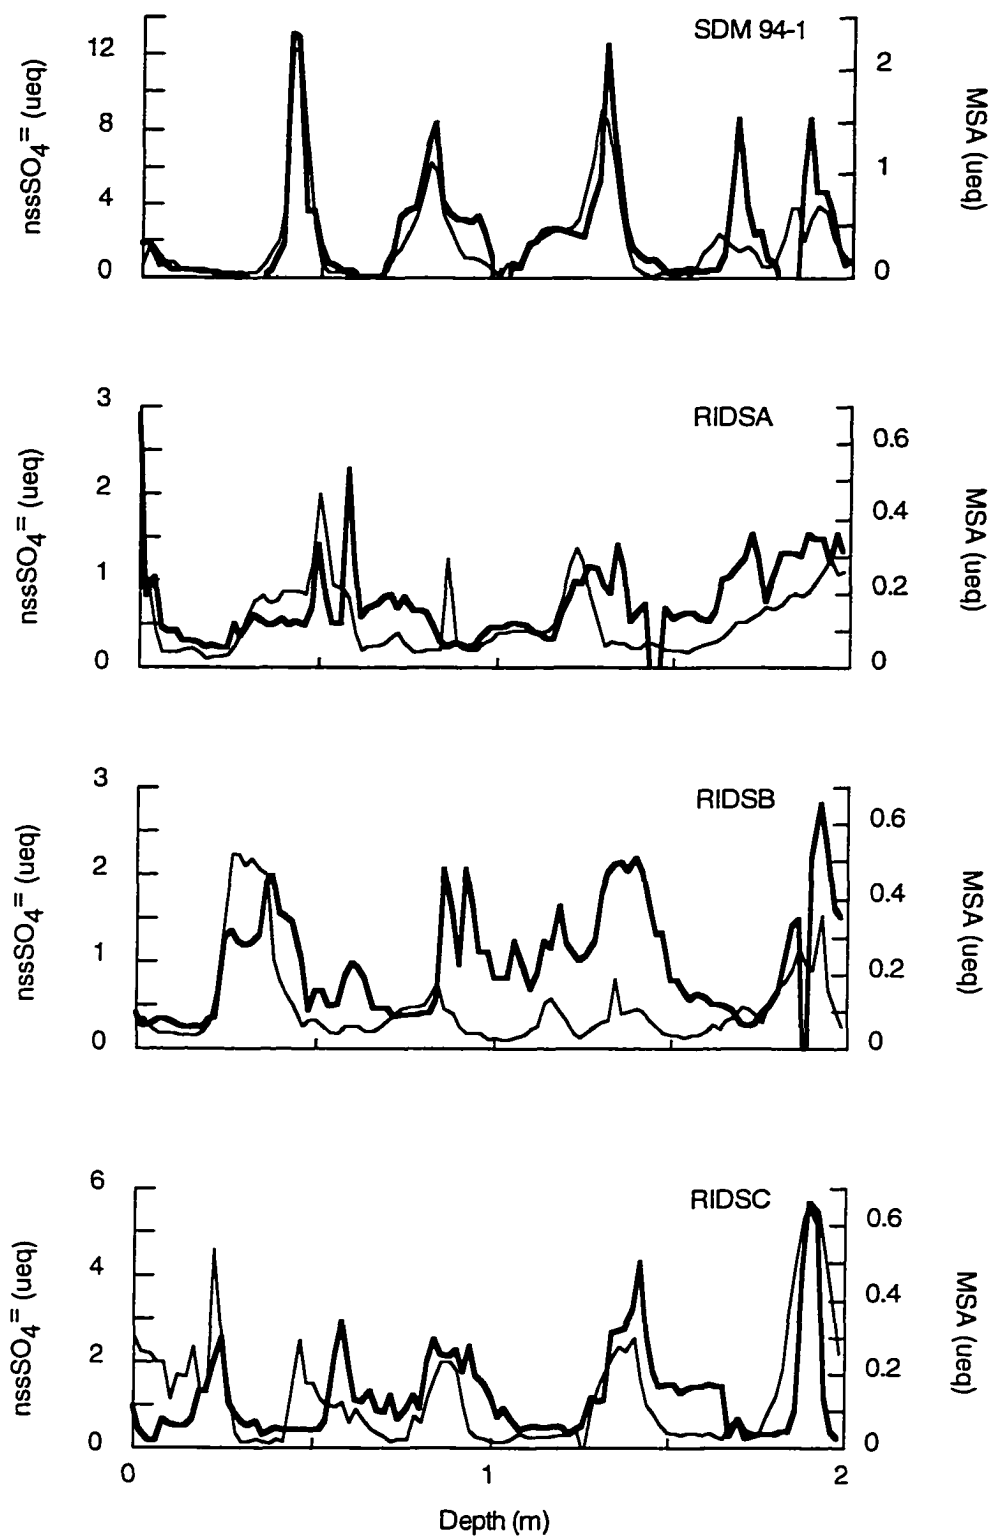 SDM 94-1
12
8
4
0
nssSO4= (ueq)
2
1
0
MSA (ueq)
RIDSA
3
2
1
0
nssSO4= (ueq)
0.6
0.4
0.2
0
MSA (ueq)
RIDSB
3
2
1
0
nssSO4= (ueq)
0.6
0.4
0.2
0
MSA (ueq)
RIDSC
6
4
2
0
nssSO4= (ueq)
0.6
0.4
0.2
0
MSA (ueq)
0 1 2
Depth (m)